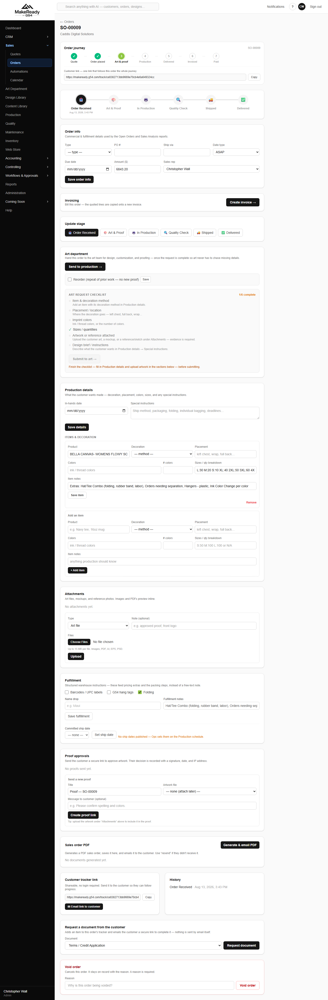 MakeReady
BY G54
Search anything with AI — customers, orders, designs...
Notifications
?
CW
Sign out
Dashboard
CRM
Sales
Quotes
Orders
Automations
Calendar
Art Department
Design Library
Content Library
Production
Quality
Maintenance
Inventory
Web Store
Accounting
Controlling
Workflows & Approvals
Reports
Administration
Coming Soon
Help
Christopher Wall
Admin
← Orders
SO-00009
Caddis Digital Solutions
Order journey
SO-00009
✓ ✓ 3 4 5 6 7
Quote Order placed Art & proof Production Delivered Invoiced Paid
Customer link — one link that follows this order the whole journey
https://makeready.g54.com/track/ce8382713bb9669e70cb4e6a649324cc
Copy
Order Received Art & Proof In Production Quality Check Shipped Delivered
Aug 13, 2026, 3:43 PM
Order info
Commercial & fulfillment details used by the Open Orders and Sales Analysis reports.
Type PO # Ship via Date type
— type — ASAP
Due date Amount ($) Sales rep
mm/dd/yyyy 6843.20 Christopher Wall
Save order info
Invoicing
Bill this order — the quoted lines are copied onto a new invoice.
Create invoice →
Update stage
Order Received Art & Proof In Production Quality Check Shipped Delivered
Art department
Hand this order to the art team for design, customization, and proofing — once the request is complete so art never has to chase missing details.
Send to production →
Reorder (repeat of prior work — no new proof) Save
ART REQUEST CHECKLIST 1/6 complete
Item & decoration method
Add an item with its decoration method in Production details.
Placement / location
Where the decoration goes — left chest, full back, wrap...
Imprint colors
Ink / thread colors, or the number of colors.
✓ Sizes / quantities
Artwork or reference attached
Upload the customer art, a mockup, or a reference/sketch under Attachments — evidence is required.
Design brief / instructions
Describe what the customer wants in Production details → Special instructions.
Submit to art →
Finish the checklist — fill in Production details and upload artwork in the sections below — before submitting.
Production details
What the customer wants made — decoration, placement, colors, sizes, and any special instructions.
In-hands date Special instructions
mm/dd/yyyy Ship method, packaging, folding, individual bagging, deadlines...
Save details
ITEMS & DECORATION
Product Decoration Placement
BELLA CANVAS- WOMENS FLOWY SC — method — left chest, wrap, full back...
Colors # colors Sizes / qty breakdown
ink / thread colors L:30 M:20 S:10 XL:40 2XL:50 3XL:60 4X
Item notes
Extras: Hat/Tee Combo (folding, rubber band, labor), Orders needing separation, Hangers - plastic, Ink Color Change per color
Save item
Remove
Add an item
Product Decoration Placement
e.g. Navy tee, 16oz mug — method — left chest, wrap, full back...
Colors # colors Sizes / qty breakdown
ink / thread colors S:50 M:100 L:100 or N/A
Item notes
anything production should know
+ Add item
Attachments
Art files, mockups, and reference photos. Images and PDFs preview inline.
No attachments yet.
Type Note (optional)
Art file e.g. approved proof, front logo
Files
Choose Files No file chosen
Up to 15 MB per file. Images, PDF, AI, EPS, PSD.
Upload
Fulfillment
Structured warehouse instructions — these feed pricing extras and the packing steps, instead of a free-text note.
Barcodes / UPC labels G54 hang tags Folding
Name drop Fulfillment notes
e.g. Maui Hat/Tee Combo (folding, rubber band, labor), Orders needing sep
Save fulfillment
Committed ship date
— none — Set ship date No ship dates published — Ops sets them on the Production schedule.
Proof approvals
Send the customer a secure link to approve artwork. Their decision is recorded with a signature, date, and IP address.
No proofs sent yet.
Send a new proof
Title Artwork file
Proof — SO-00009 — none (attach later) —
Message to customer (optional)
e.g. Please confirm spelling and colors.
Create proof link
Tip: upload the artwork under "Attachments" above to include it in the proof.
Sales order PDF
Generate & email PDF
Generates a PDF sales order, saves it here, and emails it to the customer. Use "resend" if they didn't receive it.
No documents generated yet.
Customer tracker link
Shareable, no login required. Send it to the customer so they can follow
progress.
https://makeready.g54.com/track/ce8382713bb9669e70cb4 Copy
Email link to customer
History
Order Received · Aug 13, 2026, 3:43 PM
Request a document from the customer
Adds an item to this order's tracker and emails the customer a secure link to complete it — nothing is sent by email itself.
Document
Terms / Credit Application Request document
Void order
Cancels this order. It stays on record with the reason. A reason is required.
Reason
Why is this order being voided? Void order